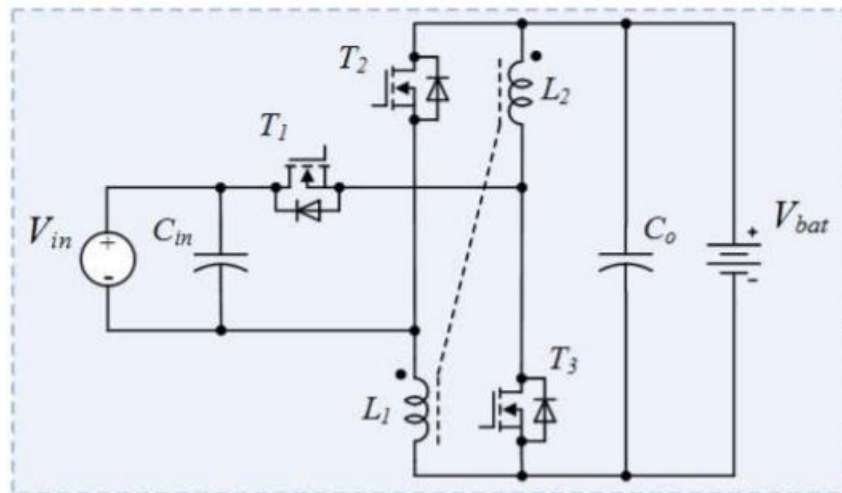 T2
L2
T1
Vin
+
-
Cin
Co
Vbat
+
-
T3
L1